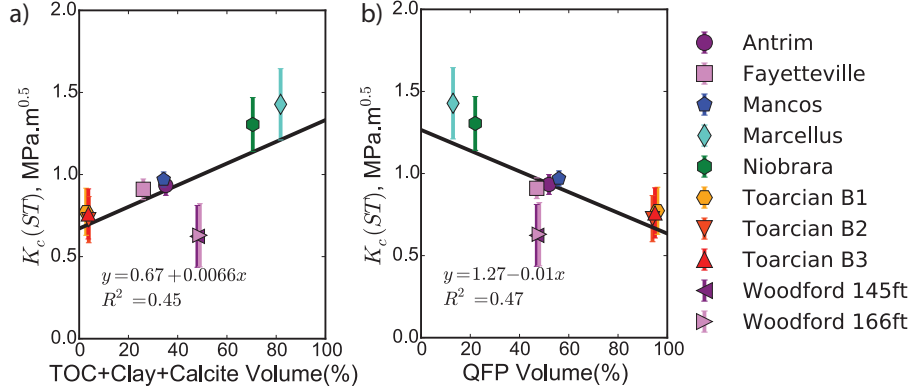 a)
2.0
1.5
1.0
0.5
0.0
K_c(ST), MPa.m^0.5
y=0.67+0.0066x
R² =0.45
0 20 40 60 80 100
TOC+Clay+Calcite Volume(%)
b)
2.0
1.5
1.0
0.5
0.0
K_c(ST), MPa.m^0.5
y=1.27−0.01x
R² =0.47
0 20 40 60 80 100
QFP Volume(%)
Antrim
Fayetteville
Mancos
Marcellus
Niobrara
Toarcian B1
Toarcian B2
Toarcian B3
Woodford 145ft
Woodford 166ft